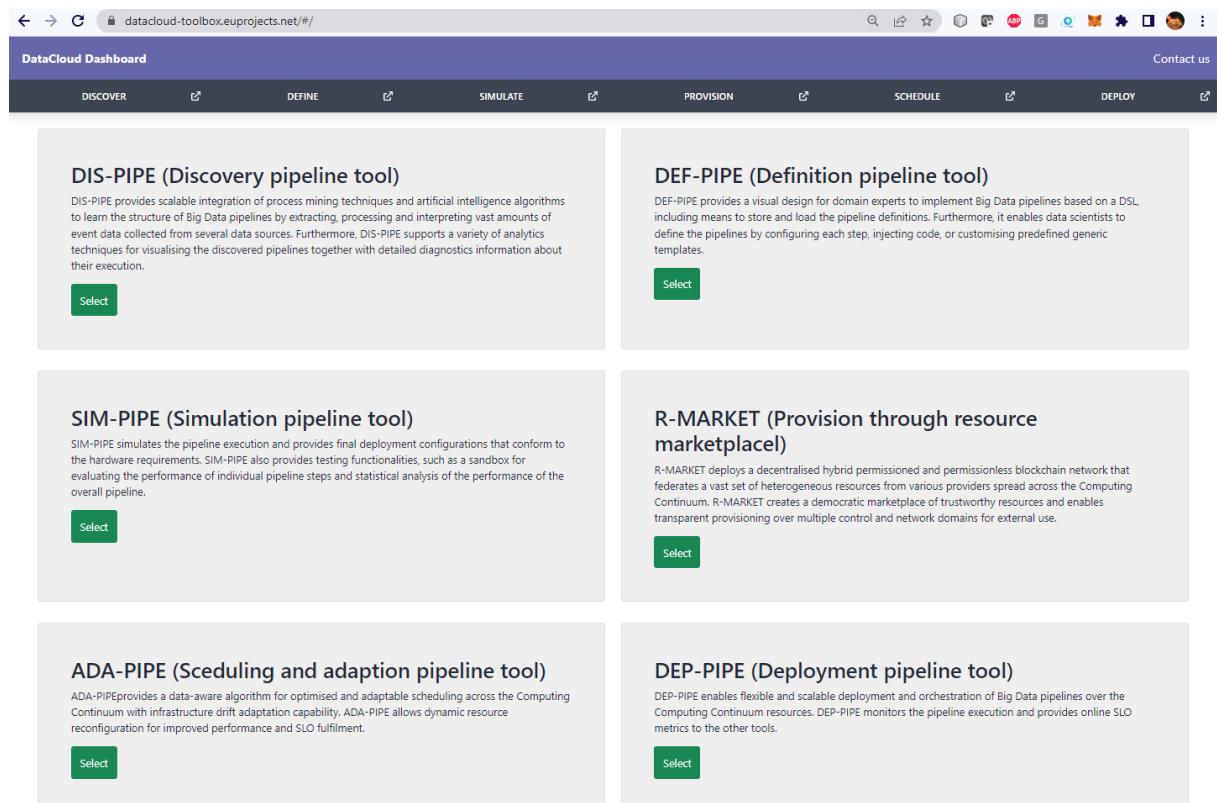 datacloud-toolbox.euprojects.net/#/
ABP
G
DataCloud Dashboard
Contact us
DISCOVER
DEFINE
SIMULATE
PROVISION
SCHEDULE
DEPLOY
DIS-PIPE (Discovery pipeline tool)
DIS-PIPE provides scalable integration of process mining techniques and artificial intelligence algorithms
to learn the structure of Big Data pipelines by extracting, processing and interpreting vast amounts of
event data collected from several data sources. Furthermore, DIS-PIPE supports a variety of analytics
techniques for visualising the discovered pipelines together with detailed diagnostics information about
their execution.
Select
DEF-PIPE (Definition pipeline tool)
DEF-PIPE provides a visual design for domain experts to implement Big Data pipelines based on a DSL,
including means to store and load the pipeline definitions. Furthermore, it enables data scientists to
define the pipelines by configuring each step, injecting code, or customising predefined generic
templates.
Select
SIM-PIPE (Simulation pipeline tool)
SIM-PIPE simulates the pipeline execution and provides final deployment configurations that conform to
the hardware requirements. SIM-PIPE also provides testing functionalities, such as a sandbox for
evaluating the performance of individual pipeline steps and statistical analysis of the performance of the
overall pipeline.
Select
R-MARKET (Provision through resource
marketplacel)
R-MARKET deploys a decentralised hybrid permissioned and permissionless blockchain network that
federates a vast set of heterogeneous resources from various providers spread across the Computing
Continuum. R-MARKET creates a democratic marketplace of trustworthy resources and enables
transparent provisioning over multiple control and network domains for external use.
Select
ADA-PIPE (Sceduling and adaption pipeline tool)
ADA-PIPEprovides a data-aware algorithm for optimised and adaptable scheduling across the Computing
Continuum with infrastructure drift adaptation capability. ADA-PIPE allows dynamic resource
reconfiguration for improved performance and SLO fulfilment.
Select
DEP-PIPE (Deployment pipeline tool)
DEP-PIPE enables flexible and scalable deployment and orchestration of Big Data pipelines over the
Computing Continuum resources. DEP-PIPE monitors the pipeline execution and provides online SLO
metrics to the other tools.
Select